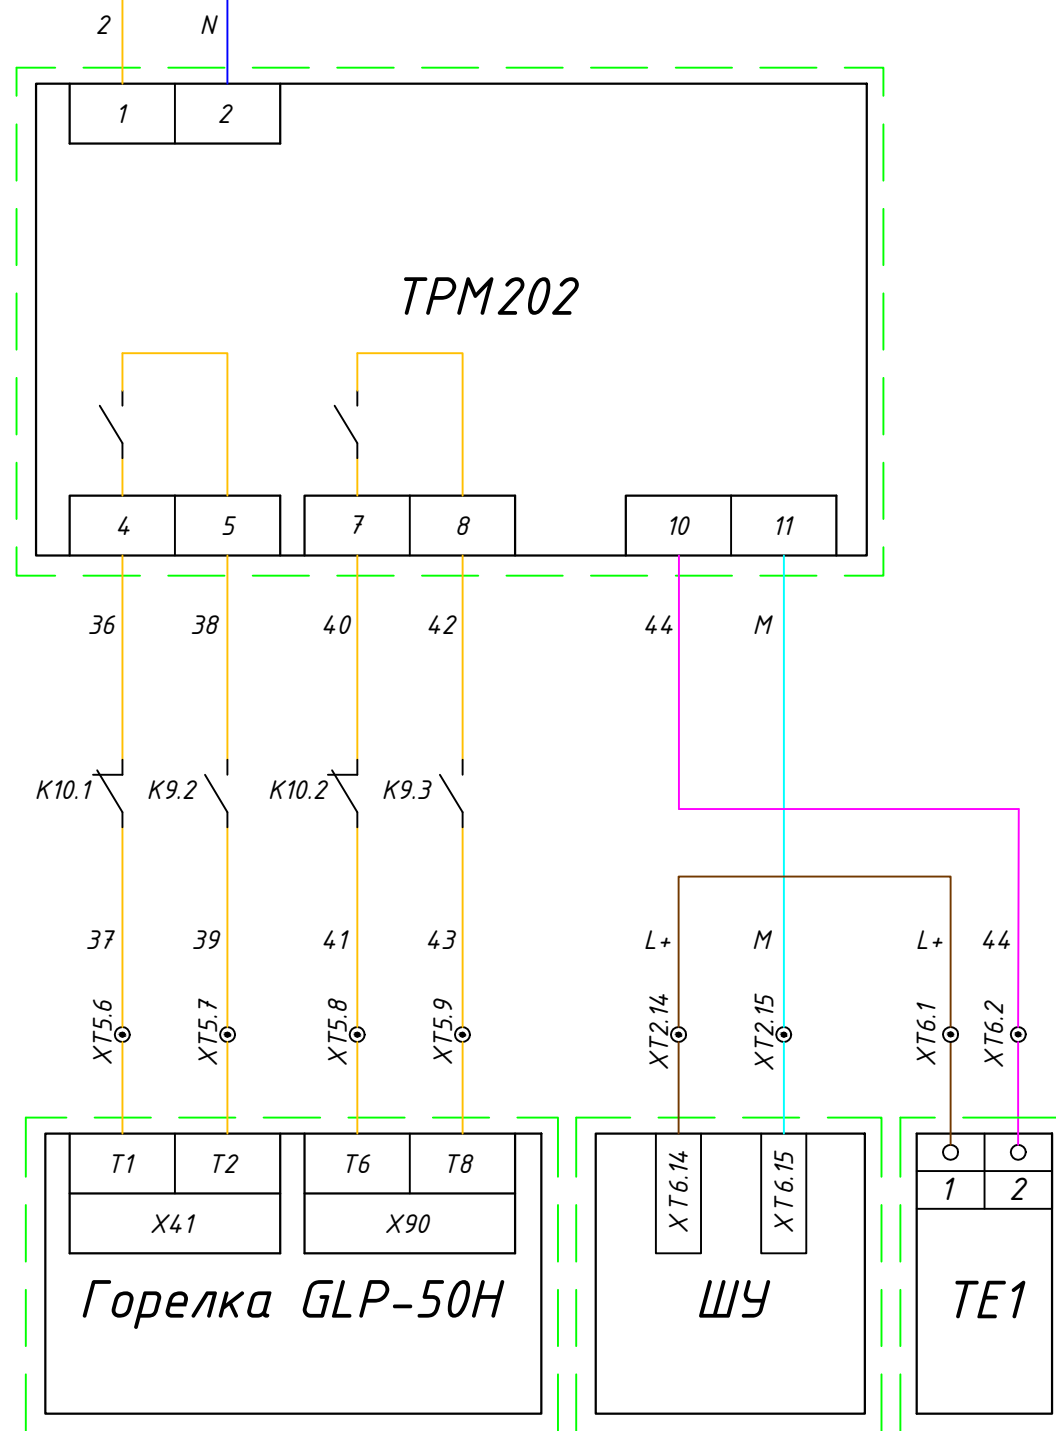 2 N
1 2
ТРМ202
4 5 7 8 10 11
36 38 40 42 44 M
K10.1 K9.2 K10.2 K9.3
37 39 41 43 L+ M L+ 44
XT5.6 XT5.7 XT5.8 XT5.9 XT2.14 XT2.15 XT6.1 XT6.2
T1 T2 T6 T8 XT6.14 XT6.15 1 2
X41 X90
Горелка GLP-50H ШУ TE1